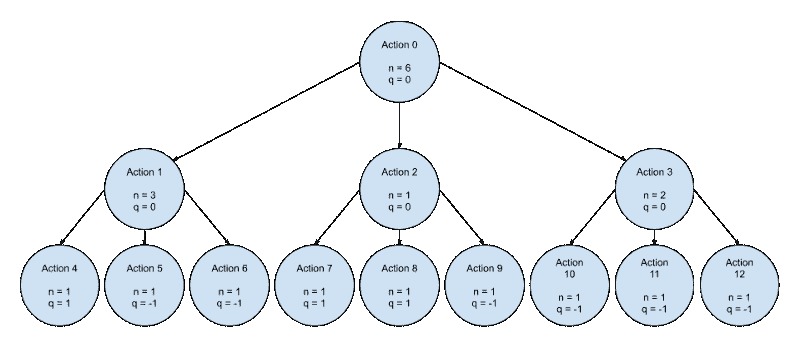 Action 0
n = 6
q = 0
Action 1
n = 3
q = 0
Action 2
n = 1
q = 0
Action 3
n = 2
q = 0
Action 4
n = 1
q = 1
Action 5
n = 1
q = -1
Action 6
n = 1
q = -1
Action 7
n = 1
q = 1
Action 8
n = 1
q = 1
Action 9
n = 1
q = -1
Action
10
n = 1
q = -1
Action
11
n = 1
q = -1
Action
12
n = 1
q = -1